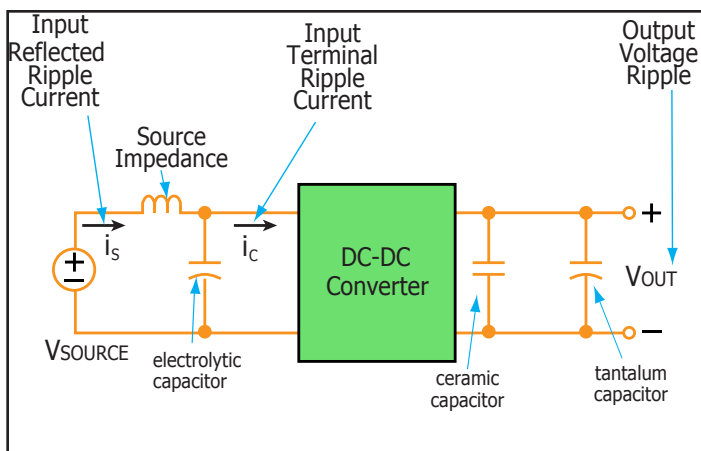 Input
Reflected
Ripple
Current
Input
Terminal
Ripple
Current
Output
Voltage
Ripple
Source
Impedance
iS
iC
+
−
DC-DC
Converter
+
VOUT
−
VSOURCE
electrolytic
capacitor
ceramic
capacitor
tantalum
capacitor